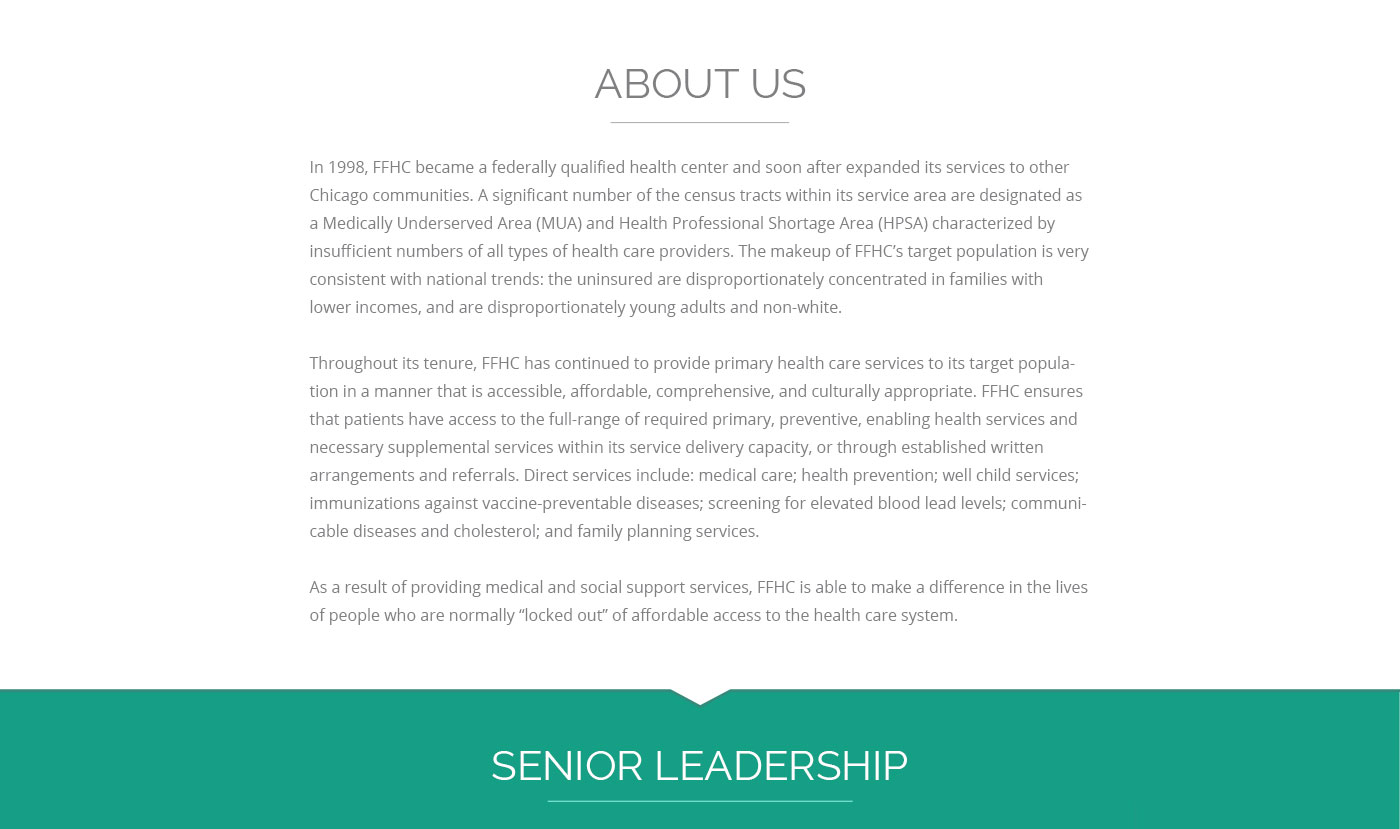 ABOUT US
In 1998, FFHC became a federally qualified health center and soon after expanded its services to other
Chicago communities. A significant number of the census tracts within its service area are designated as
a Medically Underserved Area (MUA) and Health Professional Shortage Area (HPSA) characterized by
insufficient numbers of all types of health care providers. The makeup of FFHC’s target population is very
consistent with national trends: the uninsured are disproportionately concentrated in families with
lower incomes, and are disproportionately young adults and non-white.
Throughout its tenure, FFHC has continued to provide primary health care services to its target popula-
tion in a manner that is accessible, affordable, comprehensive, and culturally appropriate. FFHC ensures
that patients have access to the full-range of required primary, preventive, enabling health services and
necessary supplemental services within its service delivery capacity, or through established written
arrangements and referrals. Direct services include: medical care; health prevention; well child services;
immunizations against vaccine-preventable diseases; screening for elevated blood lead levels; communi-
cable diseases and cholesterol; and family planning services.
As a result of providing medical and social support services, FFHC is able to make a difference in the lives
of people who are normally “locked out” of affordable access to the health care system.
SENIOR LEADERSHIP